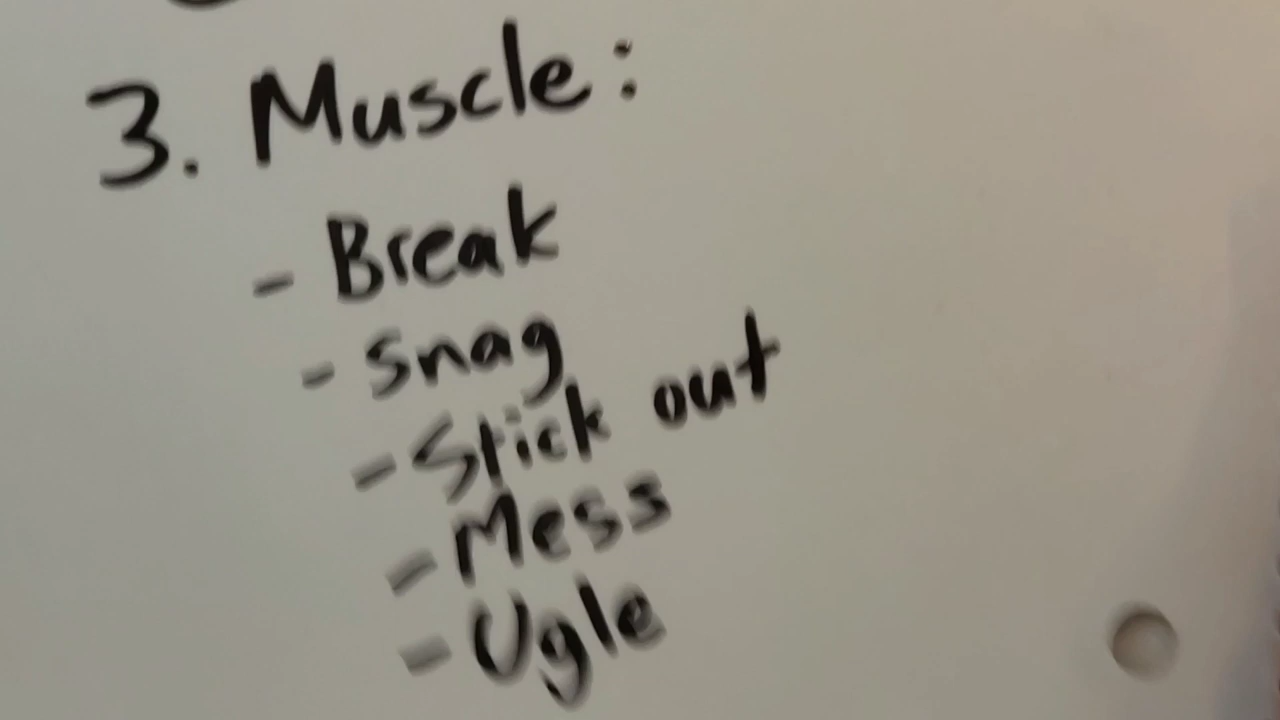 3. Muscle:
- Break
- Snag
- Stick out
- Mess
- Ugle